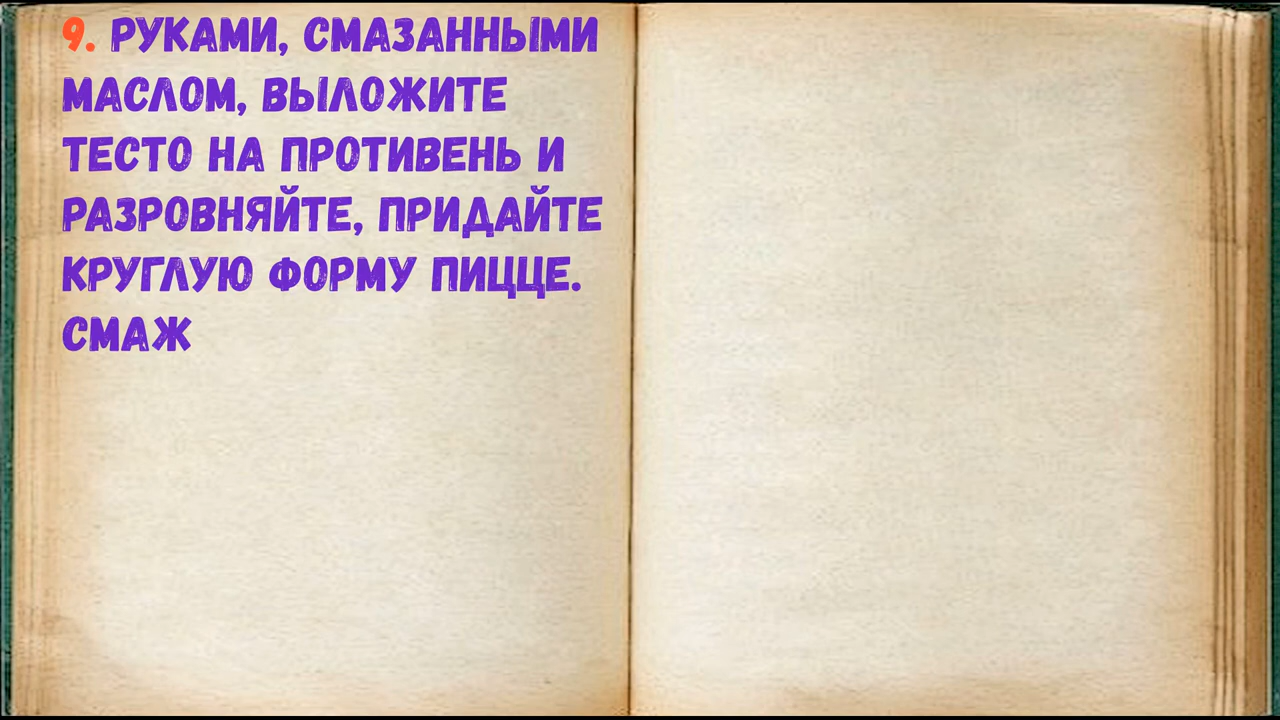 9. РУКАМИ, СМАЗАННЫМИ
МАСЛОМ, ВЫЛОЖИТЕ
ТЕСТО НА ПРОТИВЕНЬ И
РАЗРОВНЯЙТЕ, ПРИДАЙТЕ
КРУГЛУЮ ФОРМУ ПИЦЦЕ.
СМАЖ